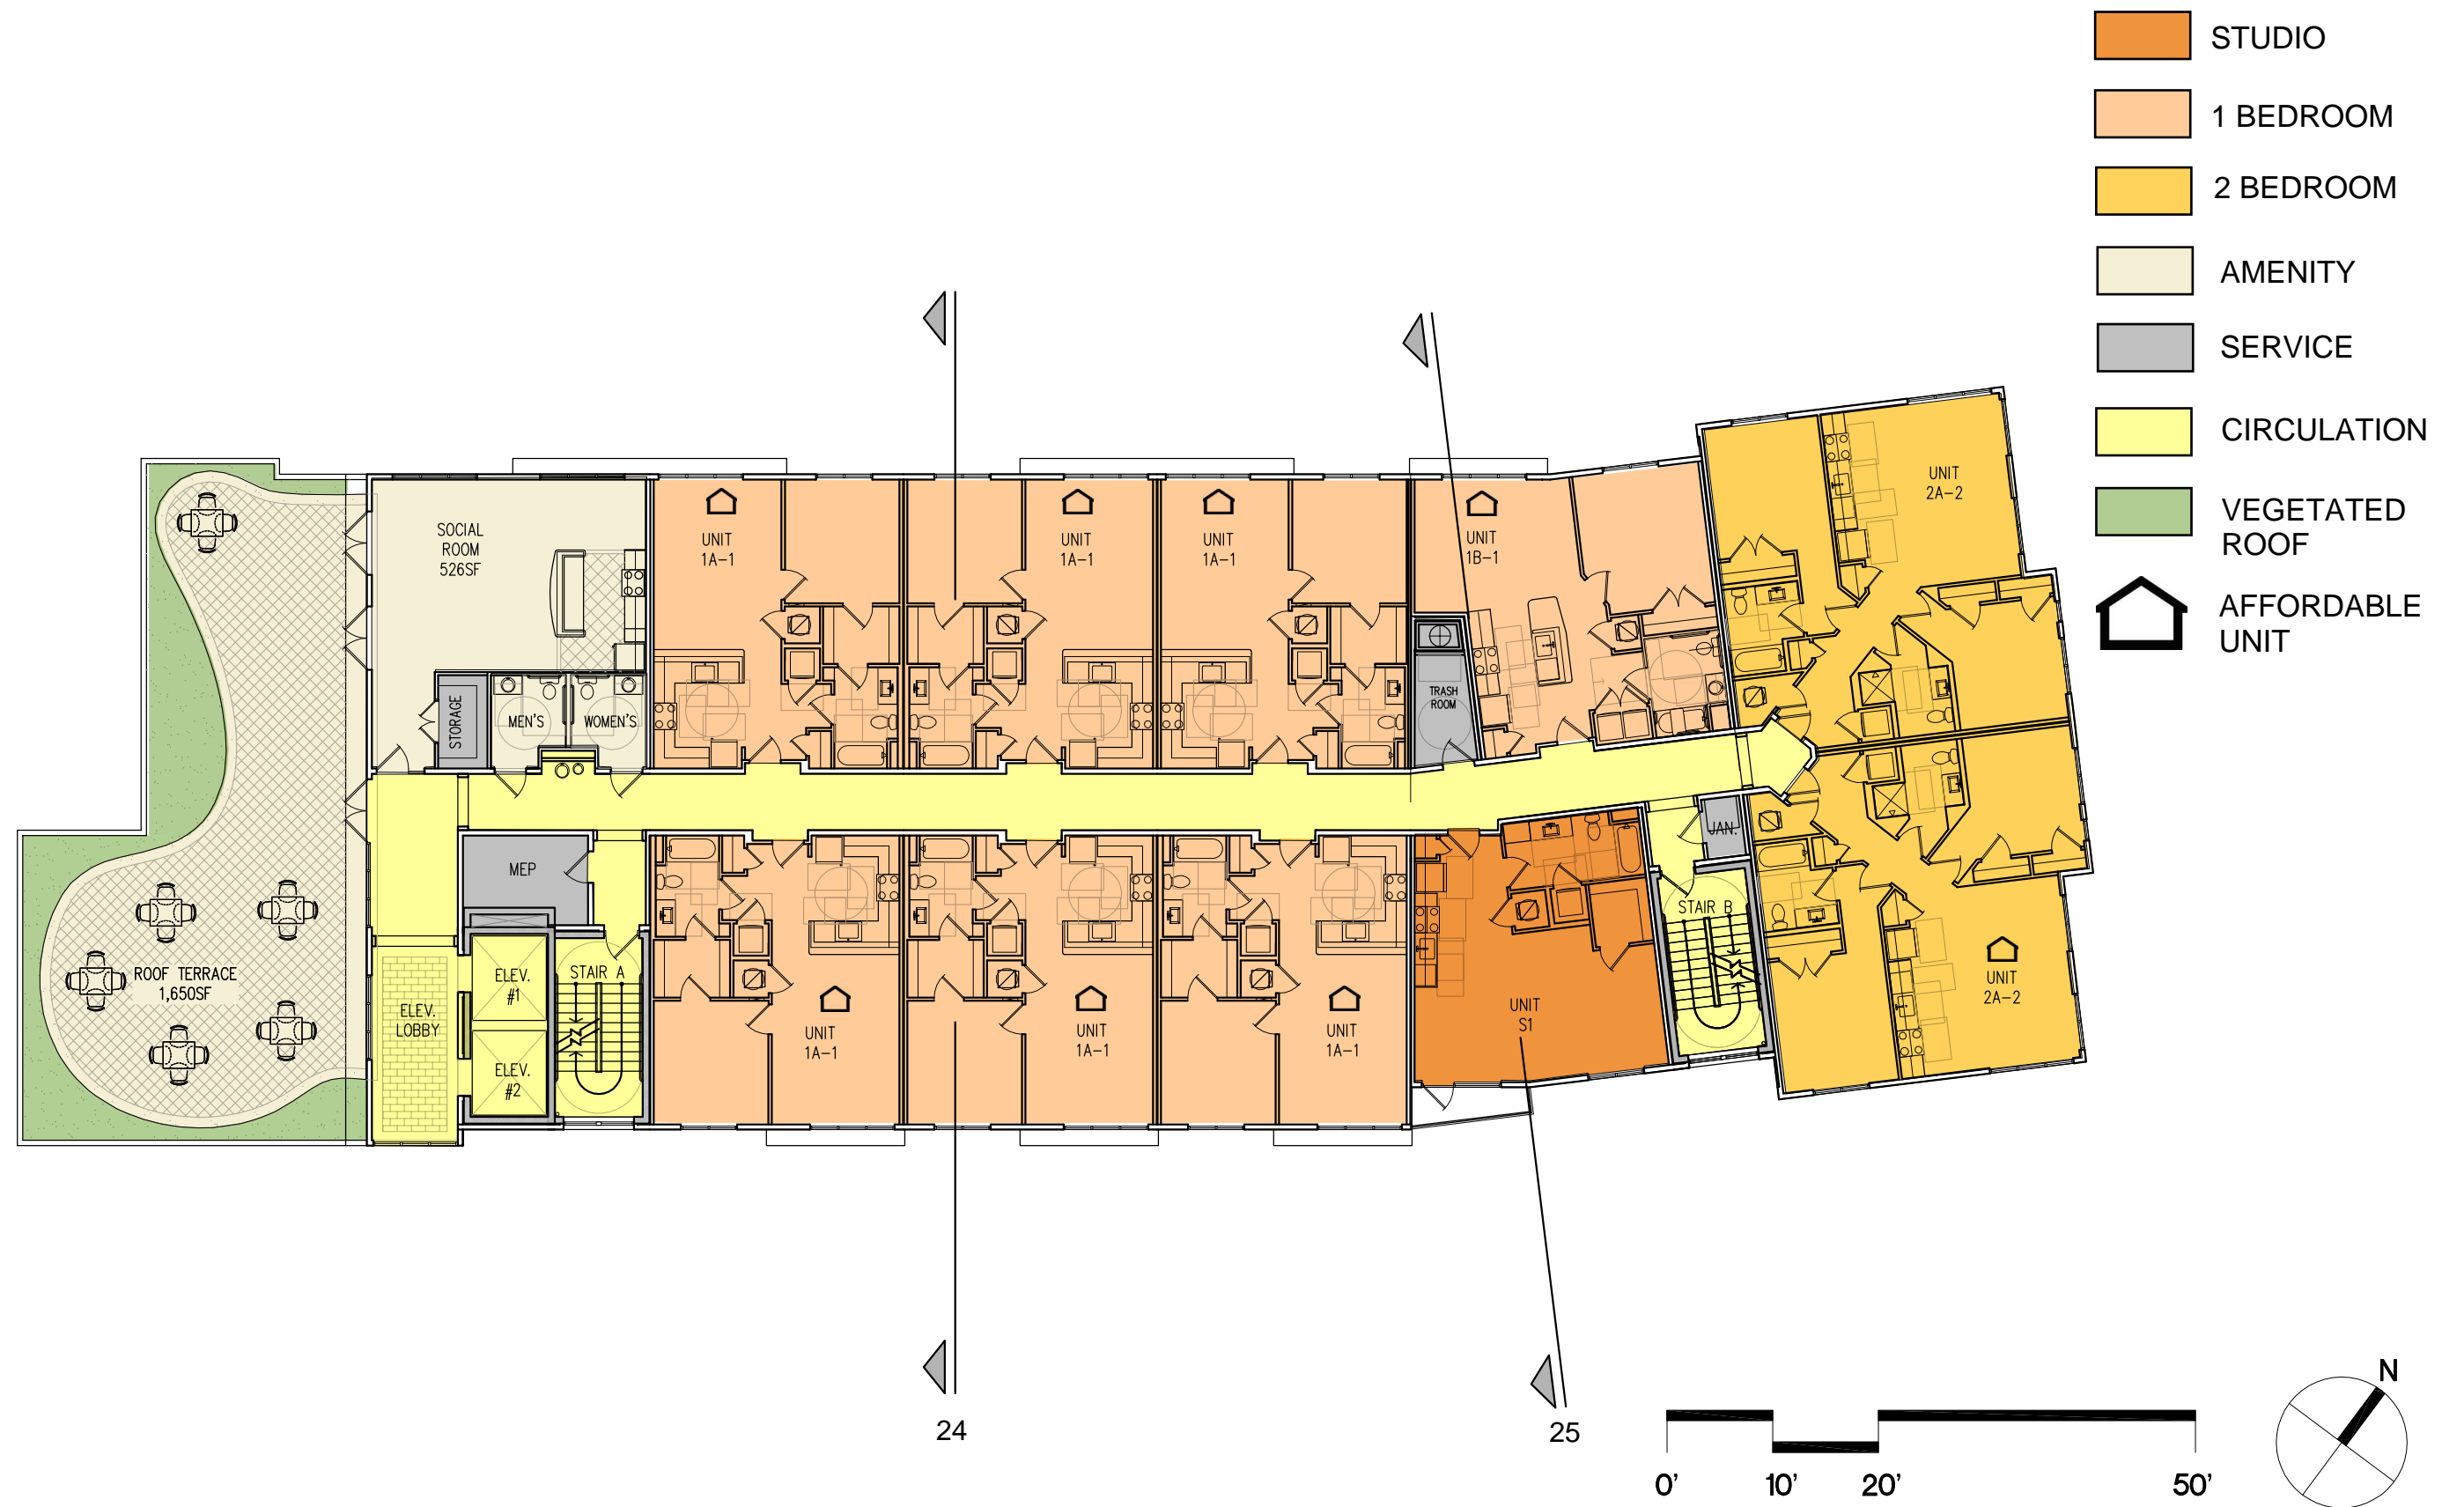 STUDIO
1 BEDROOM
2 BEDROOM
AMENITY
SERVICE
CIRCULATION
VEGETATED
ROOF
AFFORDABLE
UNIT
UNIT
2A-2
SOCIAL
ROOM
526SF
UNIT
1A-1
UNIT
1A-1
UNIT
1A-1
UNIT
1B-1
TRASH
ROOM
STORAGE
MEN'S
WOMEN'S
MEP
JAN.
STAIR B
ROOF TERRACE
1,650SF
ELEV.
LOBBY
ELEV.
#1
ELEV.
#2
STAIR A
UNIT
1A-1
UNIT
1A-1
UNIT
1A-1
UNIT
S1
UNIT
2A-2
24
25
N
0'
10'
20'
50'